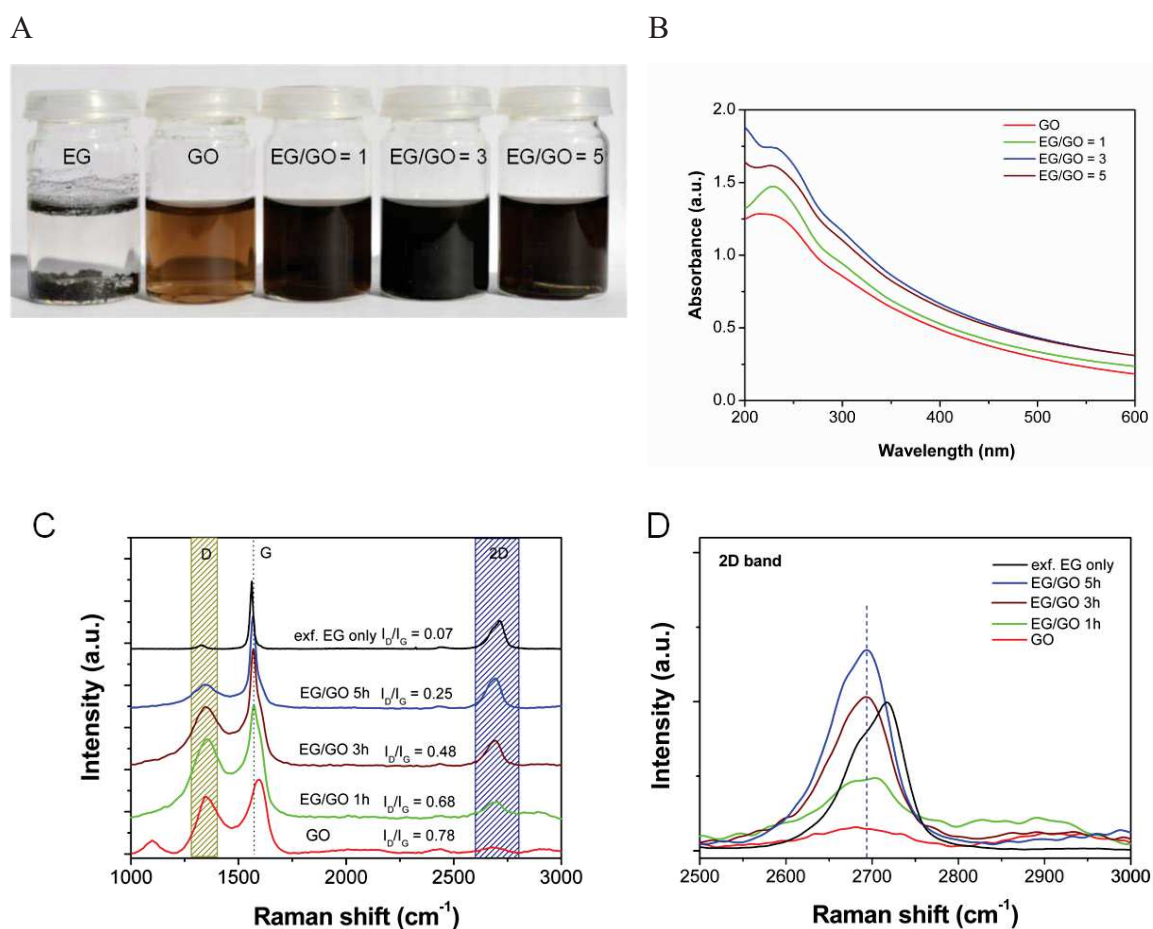 A
EG
GO
EG/GO = 1
EG/GO = 3
EG/GO = 5
B
GO
EG/GO = 1
EG/GO = 3
EG/GO = 5
2.0
1.5
1.0
0.5
0.0
Absorbance (a.u.)
200 300 400 500 600
Wavelength (nm)
C
D G 2D
exf. EG only I_D/I_G = 0.07
EG/GO 5h I_D/I_G = 0.25
EG/GO 3h I_D/I_G = 0.48
EG/GO 1h I_D/I_G = 0.68
GO I_D/I_G = 0.78
Intensity (a.u.)
1000 1500 2000 2500 3000
Raman shift (cm⁻¹)
D
2D band
exf. EG only
EG/GO 5h
EG/GO 3h
EG/GO 1h
GO
Intensity (a.u.)
2500 2600 2700 2800 2900 3000
Raman shift (cm⁻¹)